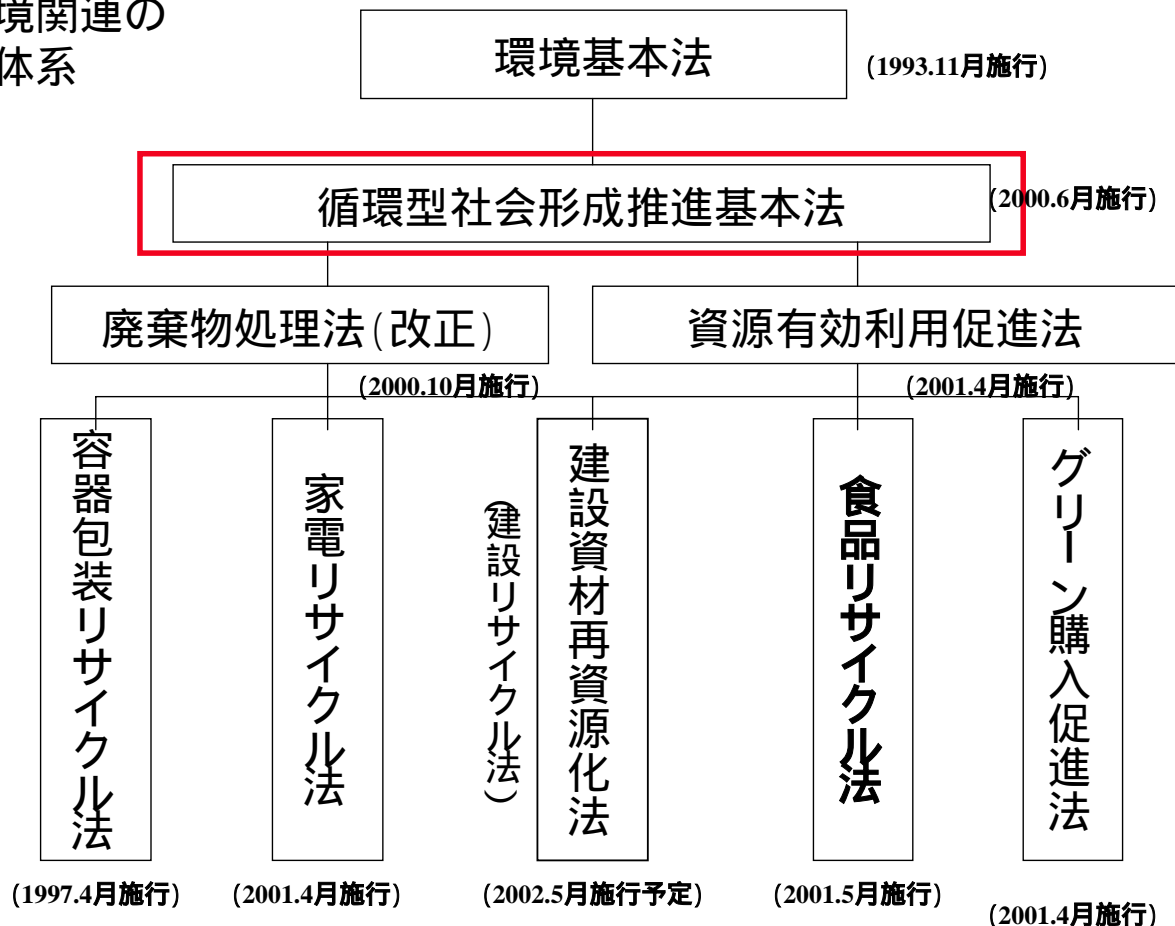 境関連の
体系
環境基本法
(1993.11月施行)
循環型社会形成推進基本法
(2000.6月施行)
廃棄物処理法(改正)
資源有効利用促進法
(2000.10月施行)
(2001.4月施行)
容器包装リサイクル法
家電リサイクル法
(建設リサイクル法)
建設資材再資源化法
食品リサイクル法
グリーン購入促進法
(1997.4月施行)
(2001.4月施行)
(2002.5月施行予定)
(2001.5月施行)
(2001.4月施行)